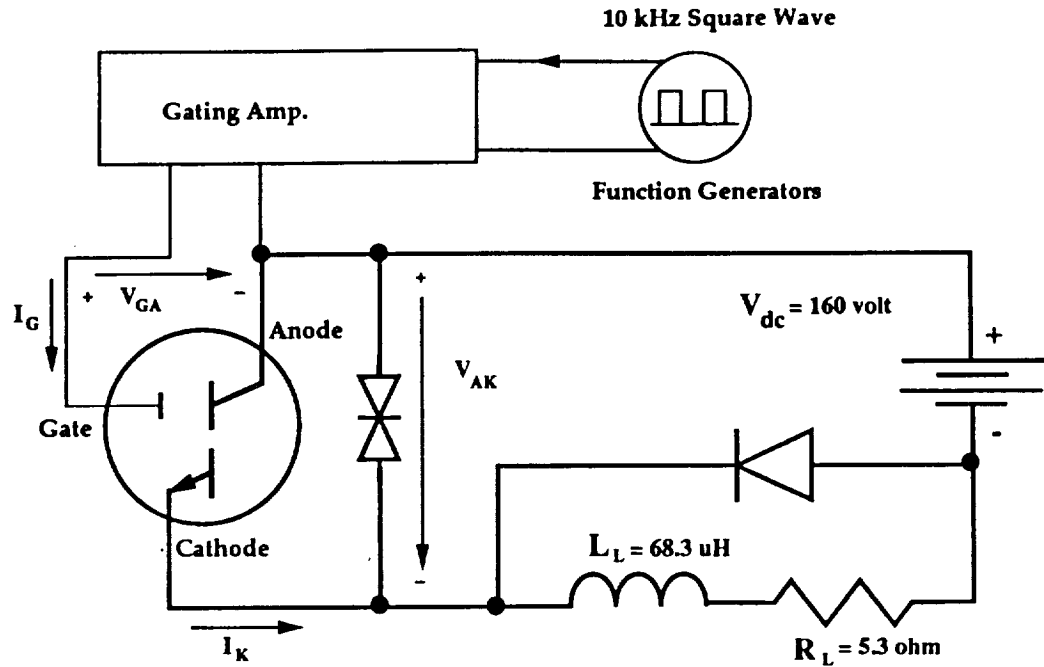 10 kHz Square Wave
Gating Amp.
Function Generators
I_G
+ V_GA -
Anode
+
V_AK
-
V_dc = 160 volt
+
-
Gate
Cathode
L_L = 68.3 uH
I_K
R_L = 5.3 ohm